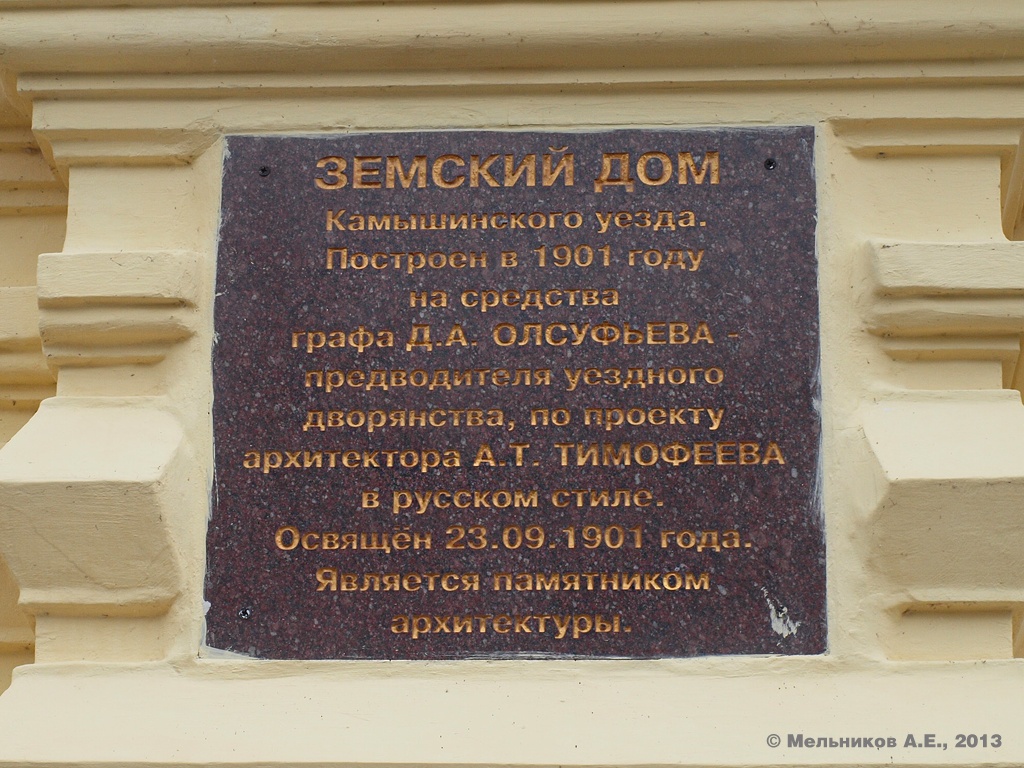 ЗЕМСКИЙ ДОМ
Камышинского уезда.
Построен в 1901 году
на средства
графа Д.А. ОЛСУФЬЕВА -
предводителя уездного
дворянства, по проекту
архитектора А.Т. ТИМОФЕЕВА
в русском стиле.
Освящён 23.09.1901 года.
Является памятником
архитектуры.
© Мельников А.Е., 2013